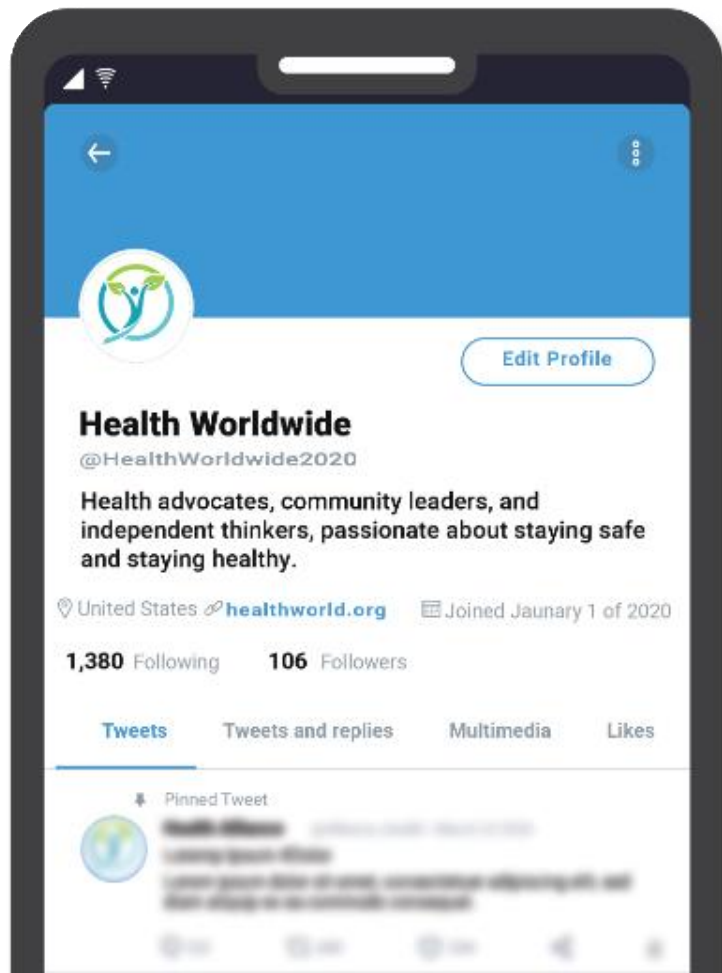 Edit Profile
Health Worldwide
@HealthWorldwide2020
Health advocates, community leaders, and
independent thinkers, passionate about staying safe
and staying healthy.
United States healthworld.org Joined Jaunary 1 of 2020
1,380 Following 106 Followers
Tweets Tweets and replies Multimedia Likes
Pinned Tweet